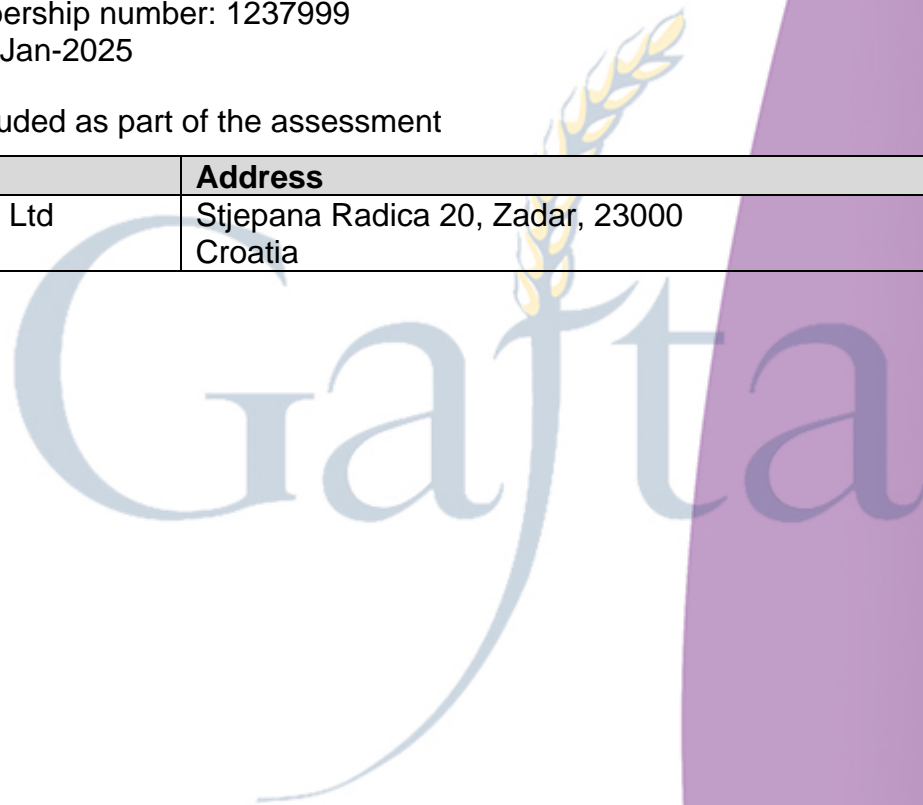 bership number: 1237999
Jan-2025
uded as part of the assessment
Address
Ltd Stjepana Radica 20, Zadar, 23000
Croatia
Gafta